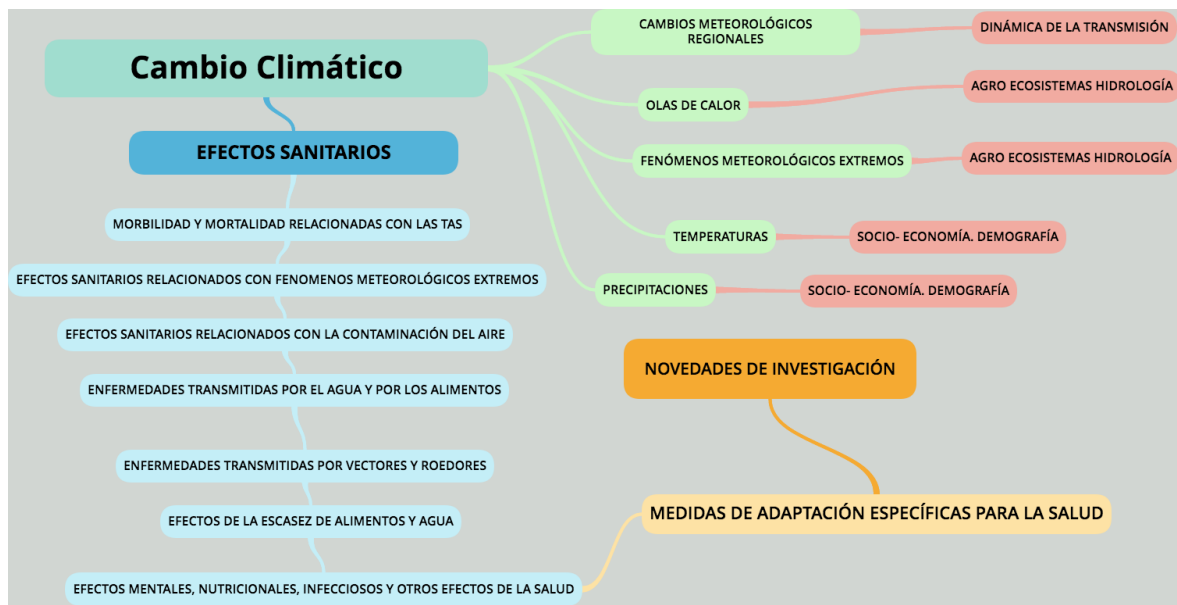 Cambio Climático
EFECTOS SANITARIOS
MORBILIDAD Y MORTALIDAD RELACIONADAS CON LAS TAS
EFECTOS SANITARIOS RELACIONADOS CON FENOMENOS METEOROLÓGICOS EXTREMOS
EFECTOS SANITARIOS RELACIONADOS CON LA CONTAMINACIÓN DEL AIRE
ENFERMEDADES TRANSMITIDAS POR EL AGUA Y POR LOS ALIMENTOS
ENFERMEDADES TRANSMITIDAS POR VECTORES Y ROEDORES
EFECTOS DE LA ESCASEZ DE ALIMENTOS Y AGUA
EFECTOS MENTALES, NUTRICIONALES, INFECCIOSOS Y OTROS EFECTOS DE LA SALUD
CAMBIOS METEOROLÓGICOS
REGIONALES
DINÁMICA DE LA TRANSMISIÓN
OLAS DE CALOR
AGRO ECOSISTEMAS HIDROLOGÍA
FENÓMENOS METEOROLÓGICOS EXTREMOS
AGRO ECOSISTEMAS HIDROLOGÍA
TEMPERATURAS
SOCIO- ECONOMÍA. DEMOGRAFÍA
PRECIPITACIONES
SOCIO- ECONOMÍA. DEMOGRAFÍA
NOVEDADES DE INVESTIGACIÓN
MEDIDAS DE ADAPTACIÓN ESPECÍFICAS PARA LA SALUD